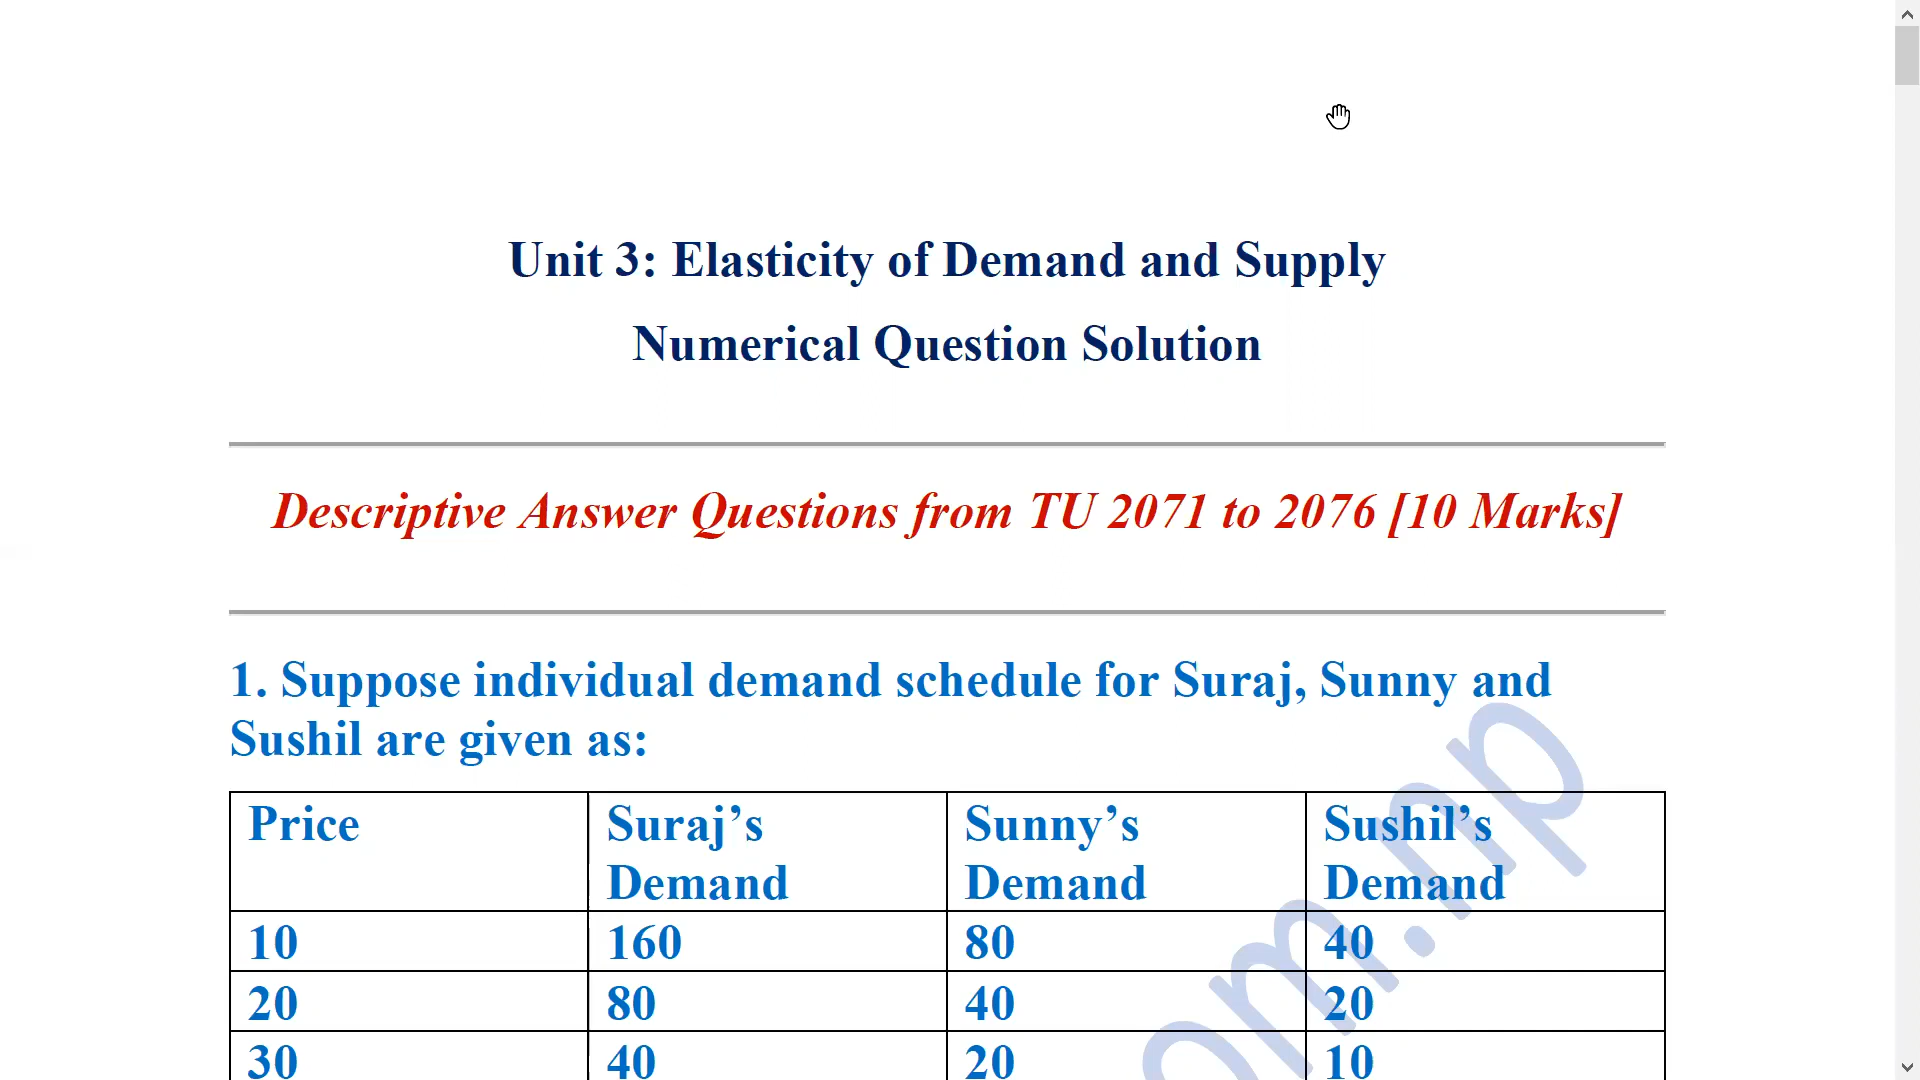 Unit 3: Elasticity of Demand and Supply
Numerical Question Solution
Descriptive Answer Questions from TU 2071 to 2076 [10 Marks]
1. Suppose individual demand schedule for Suraj, Sunny and
Sushil are given as:
Price Suraj’s Demand Sunny’s Demand Sushil’s Demand
10 160 80 40
20 80 40 20
30 40 20 10
om.np